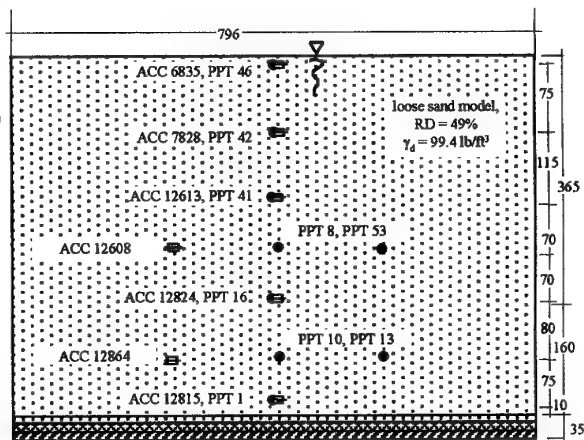 796
ACC 6835, PPT 46
75
loose sand model,
RD = 49%
γd = 99.4 lb/ft³
ACC 7828, PPT 42
115
365
ACC 12613, PPT 41
PPT 8, PPT 53
ACC 12608
70
ACC 12824, PPT 16
70
PPT 10, PPT 13
80
160
ACC 12864
75
ACC 12815, PPT 1
10
35